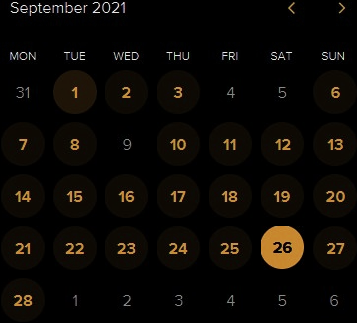 September 2021
MON TUE WED THU FRI SAT SUN
31 1 2 3 4 5 6
7 8 9 10 11 12 13
14 15 16 17 18 19 20
21 22 23 24 25 26 27
28 1 2 3 4 5 6